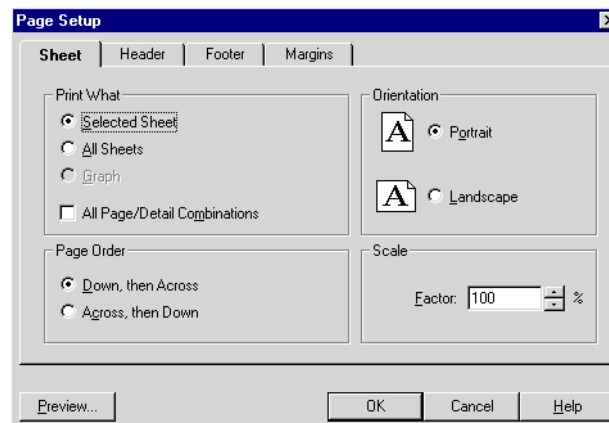 Page Setup
Sheet Header Footer Margins
Print What
Selected Sheet
All Sheets
Graph
All Page/Detail Combinations
Orientation
A Portrait
A Landscape
Page Order
Down, then Across
Across, then Down
Scale
Factor: 100 %
Preview... OK Cancel Help